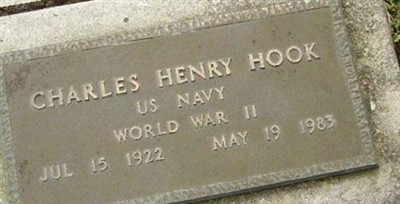 CHARLES HENRY HOOK
US NAVY
WORLD WAR II
JUL 15 1922 MAY 19 1983